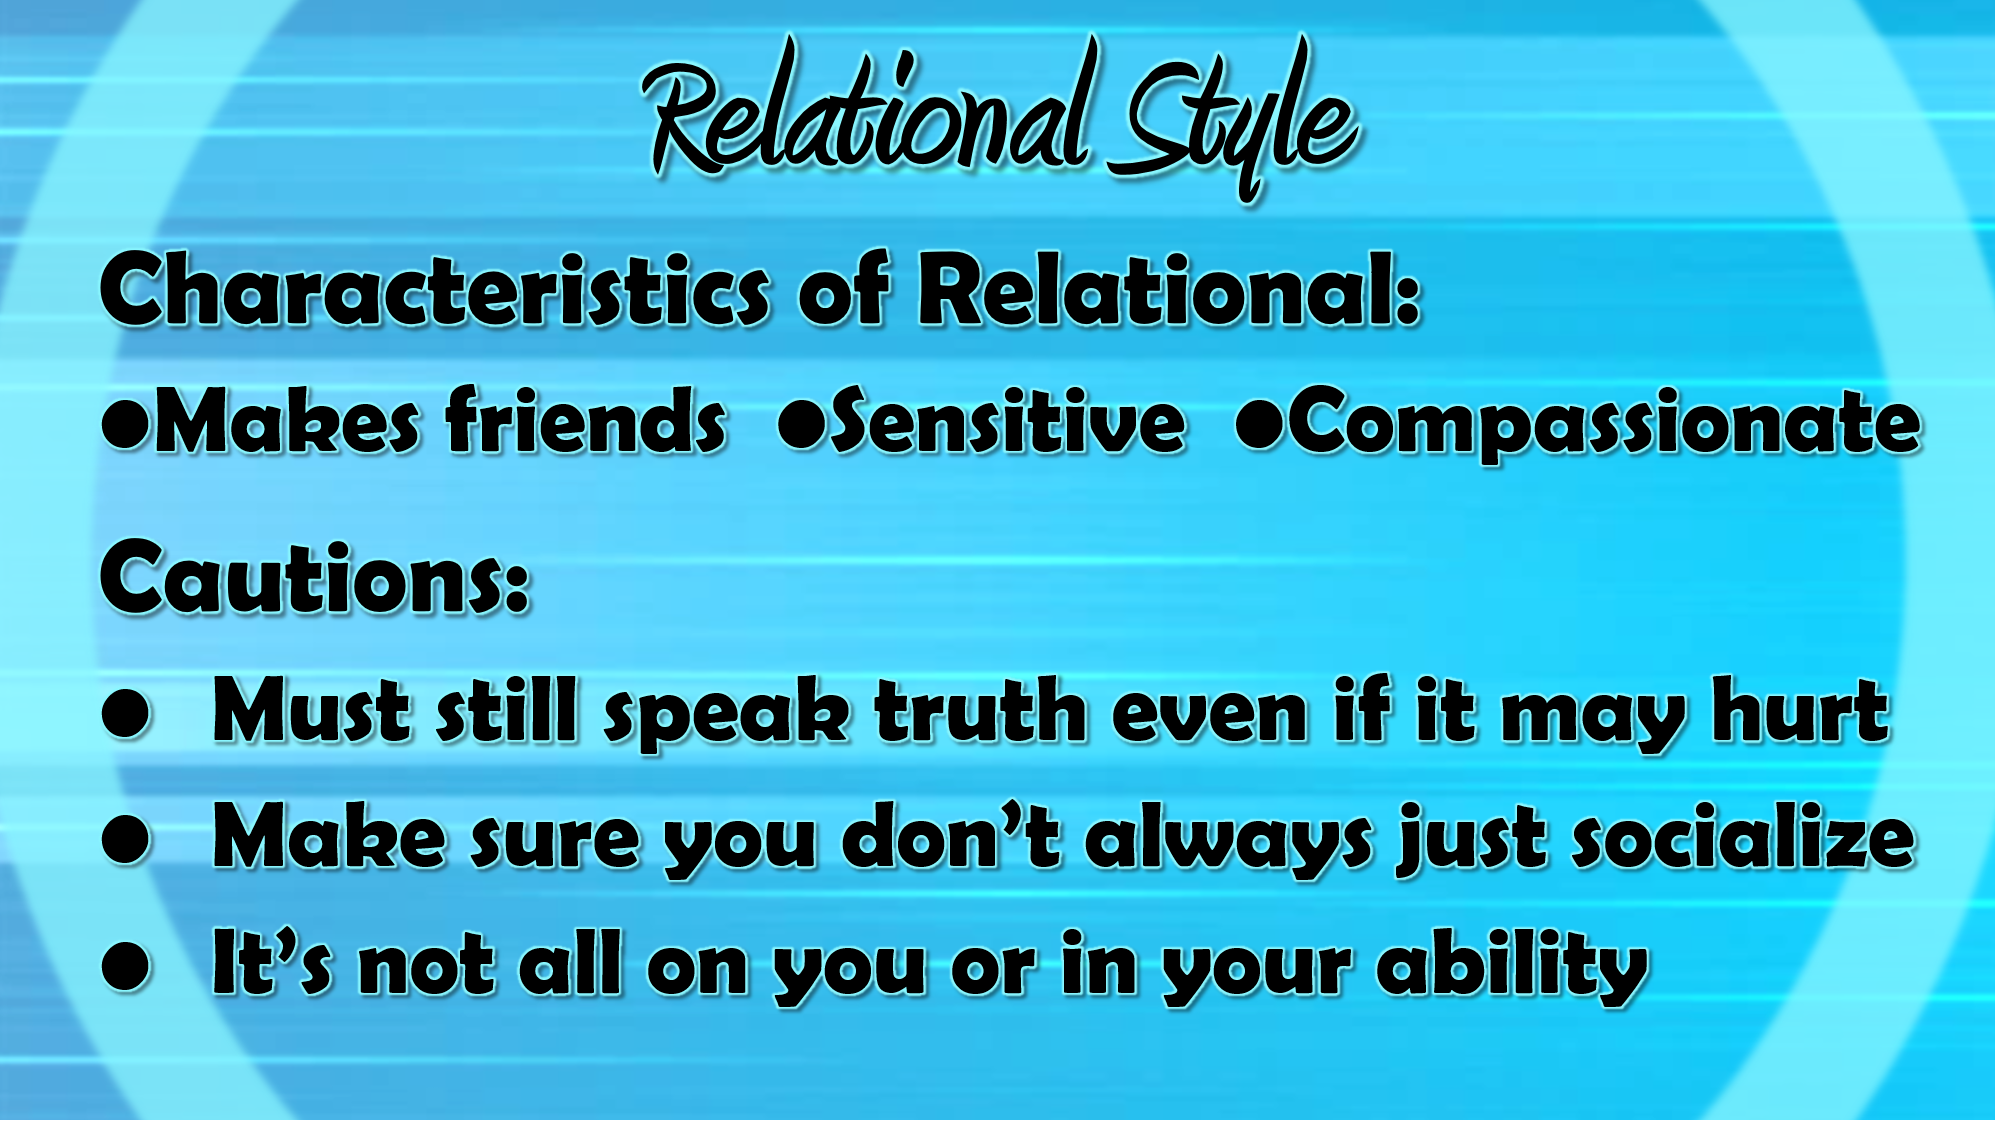 Relational Style
Characteristics of Relational:
●Makes friends ●Sensitive ●Compassionate
Cautions:
● Must still speak truth even if it may hurt
● Make sure you don’t always just socialize
● It’s not all on you or in your ability